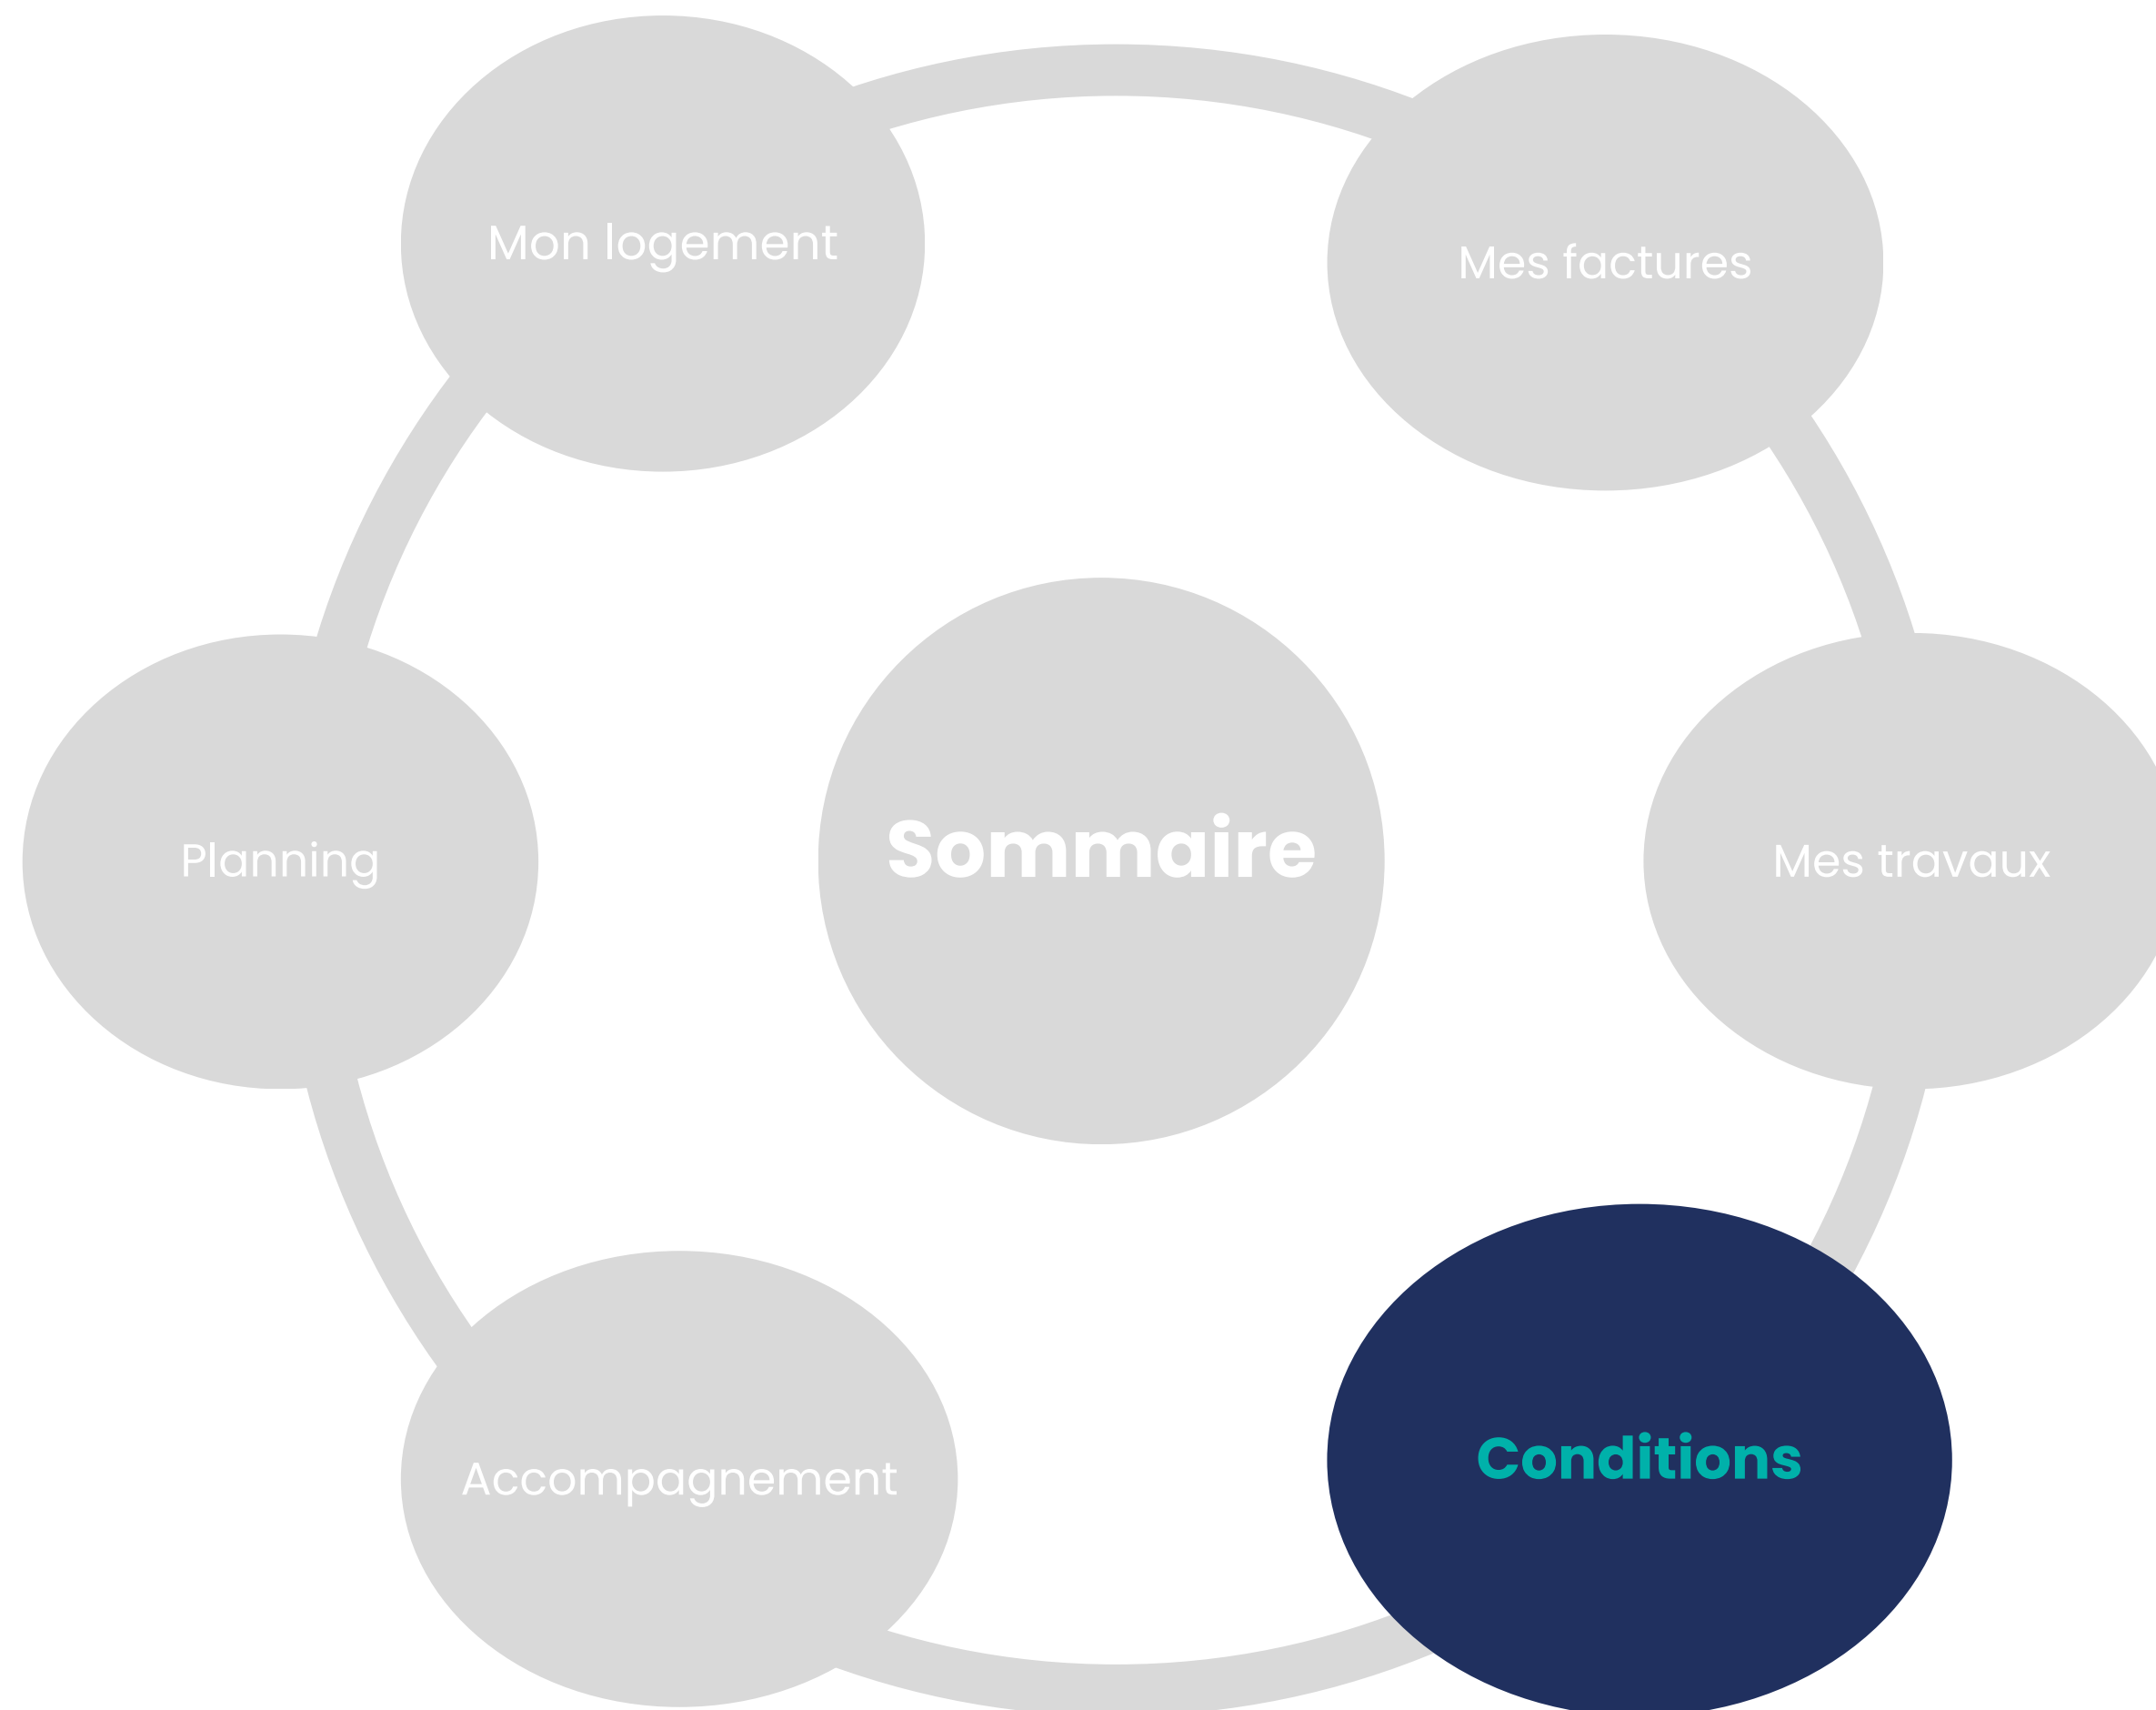 Mon logement
Mes factures
Planning
Sommaire
Mes travaux
Accompagnement
Conditions